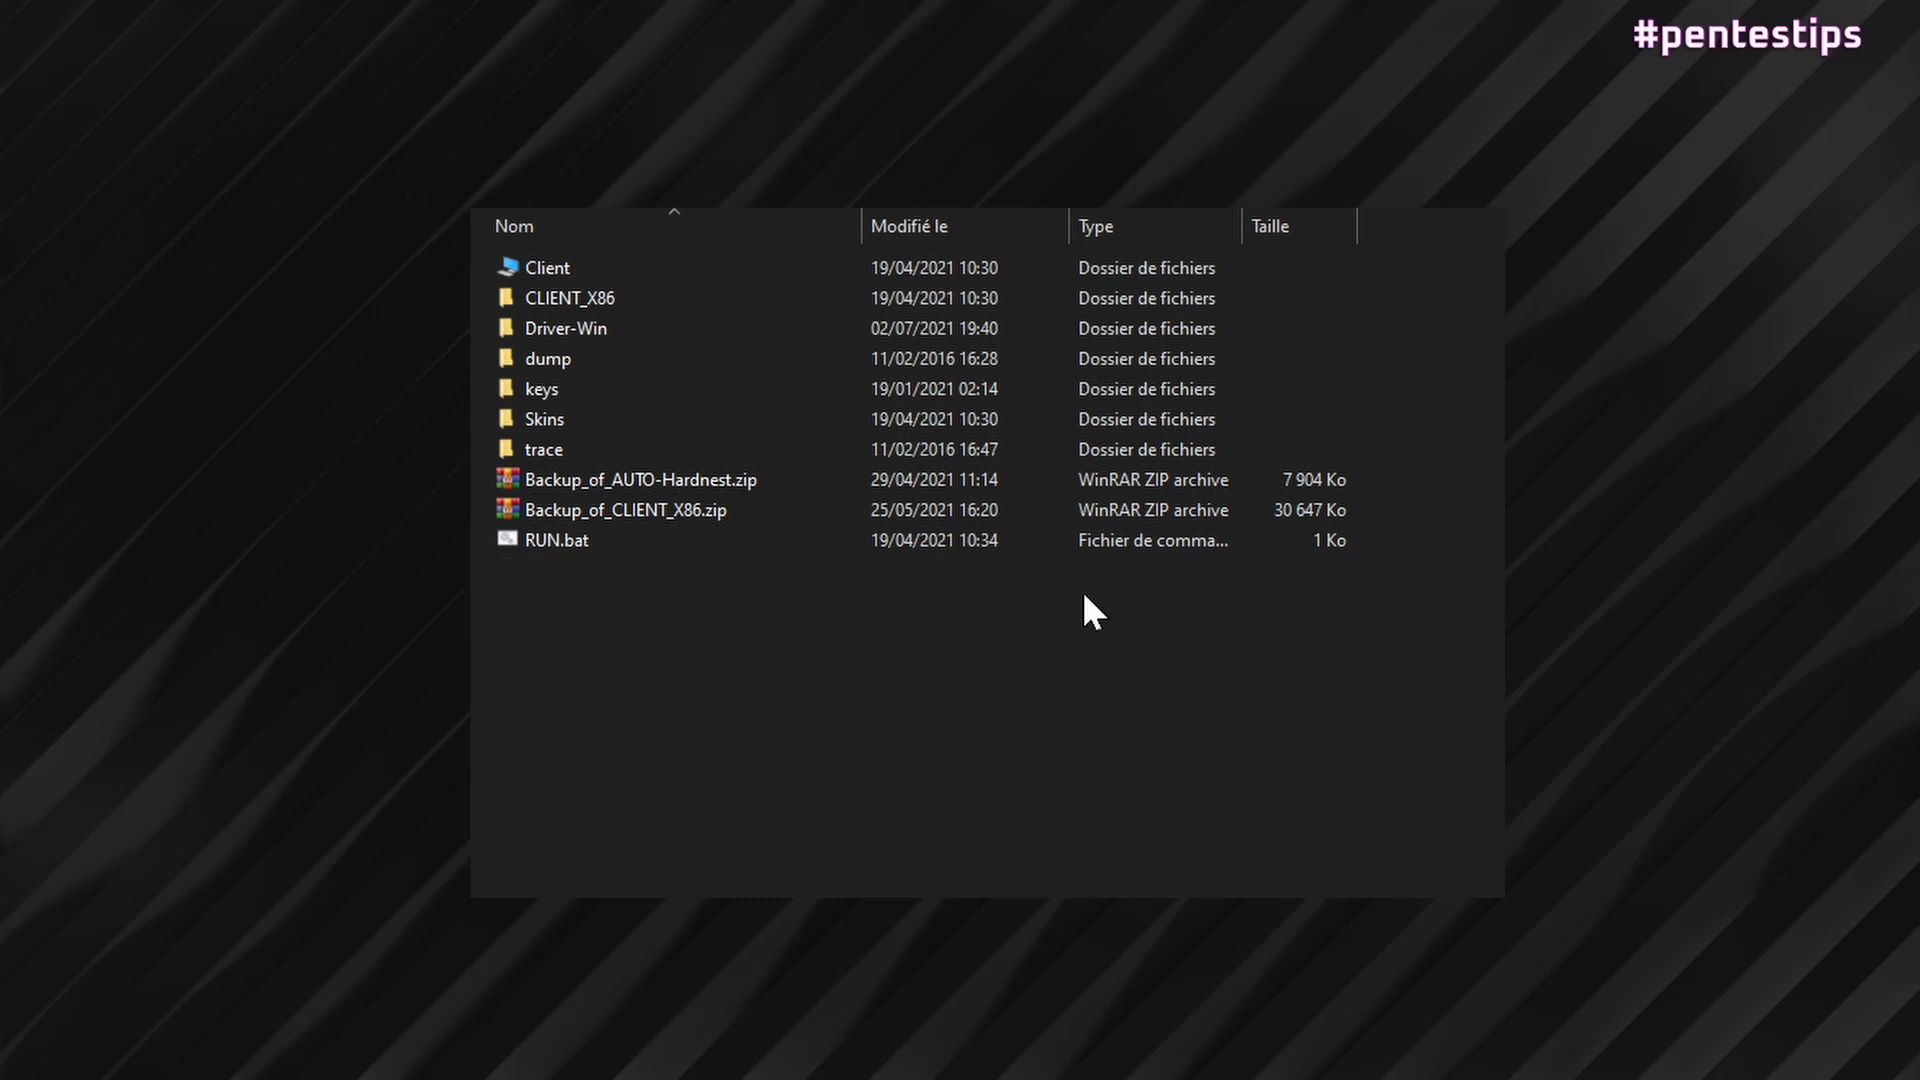 #pentestips
Nom Modifié le Type Taille
Client 19/04/2021 10:30 Dossier de fichiers
CLIENT_X86 19/04/2021 10:30 Dossier de fichiers
Driver-Win 02/07/2021 19:40 Dossier de fichiers
dump 11/02/2016 16:28 Dossier de fichiers
keys 19/01/2021 02:14 Dossier de fichiers
Skins 19/04/2021 10:30 Dossier de fichiers
trace 11/02/2016 16:47 Dossier de fichiers
Backup_of_AUTO-Hardnest.zip 29/04/2021 11:14 WinRAR ZIP archive 7 904 Ko
Backup_of_CLIENT_X86.zip 25/05/2021 16:20 WinRAR ZIP archive 30 647 Ko
RUN.bat 19/04/2021 10:34 Fichier de comma... 1 Ko